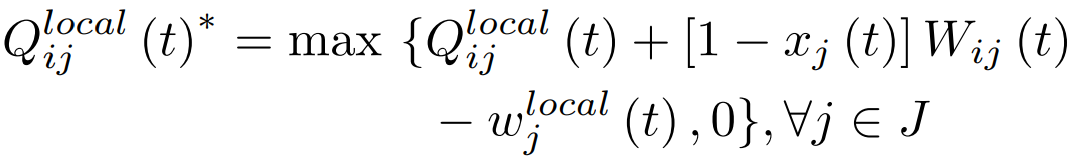 Q_{ij}^{local} (t)^* = max {Q_{ij}^{local} (t) + [1 − x_j (t)] W_{ij} (t)
− w_j^{local} (t) , 0}, ∀j ∈ J